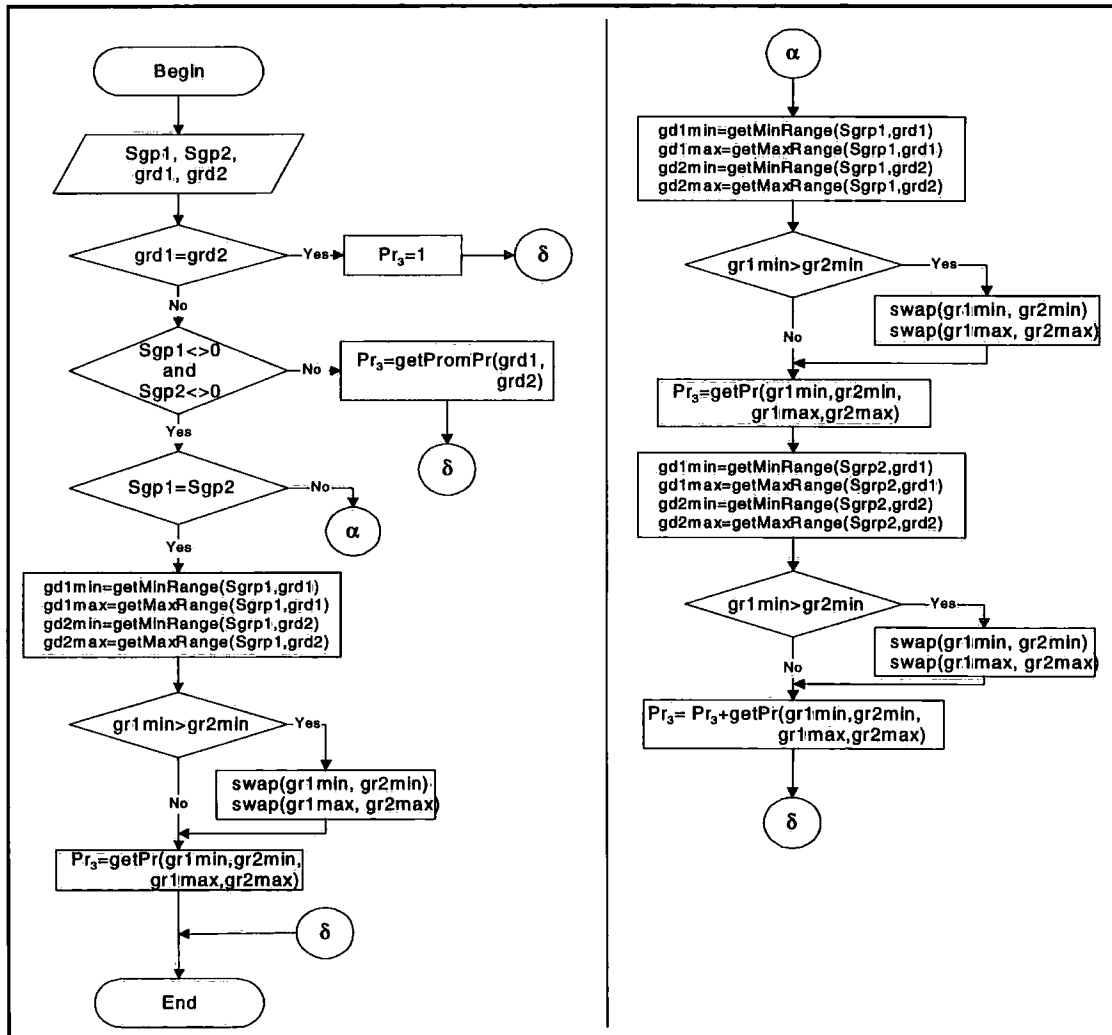 Begin
Sgp1, Sgp2,
grd1, grd2
grd1=grd2
Yes
Pr₃=1
δ
No
Sgp1<>0
and
Sgp2<>0
No
Pr₃=getPromPr(grd1,
grd2)
δ
Yes
Sgp1=Sgp2
No
α
Yes
gd1min=getMinRange(Sgrp1,grd1)
gd1max=getMaxRange(Sgrp1,grd1)
gd2min=getMinRange(Sgrp1,grd2)
gd2max=getMaxRange(Sgrp1,grd2)
gr1min>gr2min
Yes
swap(gr1min, gr2min)
swap(gr1max, gr2max)
No
Pr₃=getPr(gr1min,gr2min,
gr1max,gr2max)
δ
End
α
gd1min=getMinRange(Sgrp1,grd1)
gd1max=getMaxRange(Sgrp1,grd1)
gd2min=getMinRange(Sgrp1,grd2)
gd2max=getMaxRange(Sgrp1,grd2)
gr1min>gr2min
Yes
swap(gr1min, gr2min)
swap(gr1max, gr2max)
No
Pr₃=getPr(gr1min,gr2min,
gr1max,gr2max)
gd1min=getMinRange(Sgrp2,grd1)
gd1max=getMaxRange(Sgrp2,grd1)
gd2min=getMinRange(Sgrp2,grd2)
gd2max=getMaxRange(Sgrp2,grd2)
gr1min>gr2min
Yes
swap(gr1min, gr2min)
swap(gr1max, gr2max)
No
Pr₃= Pr₃+getPr(gr1min,gr2min,
gr1max,gr2max)
δ